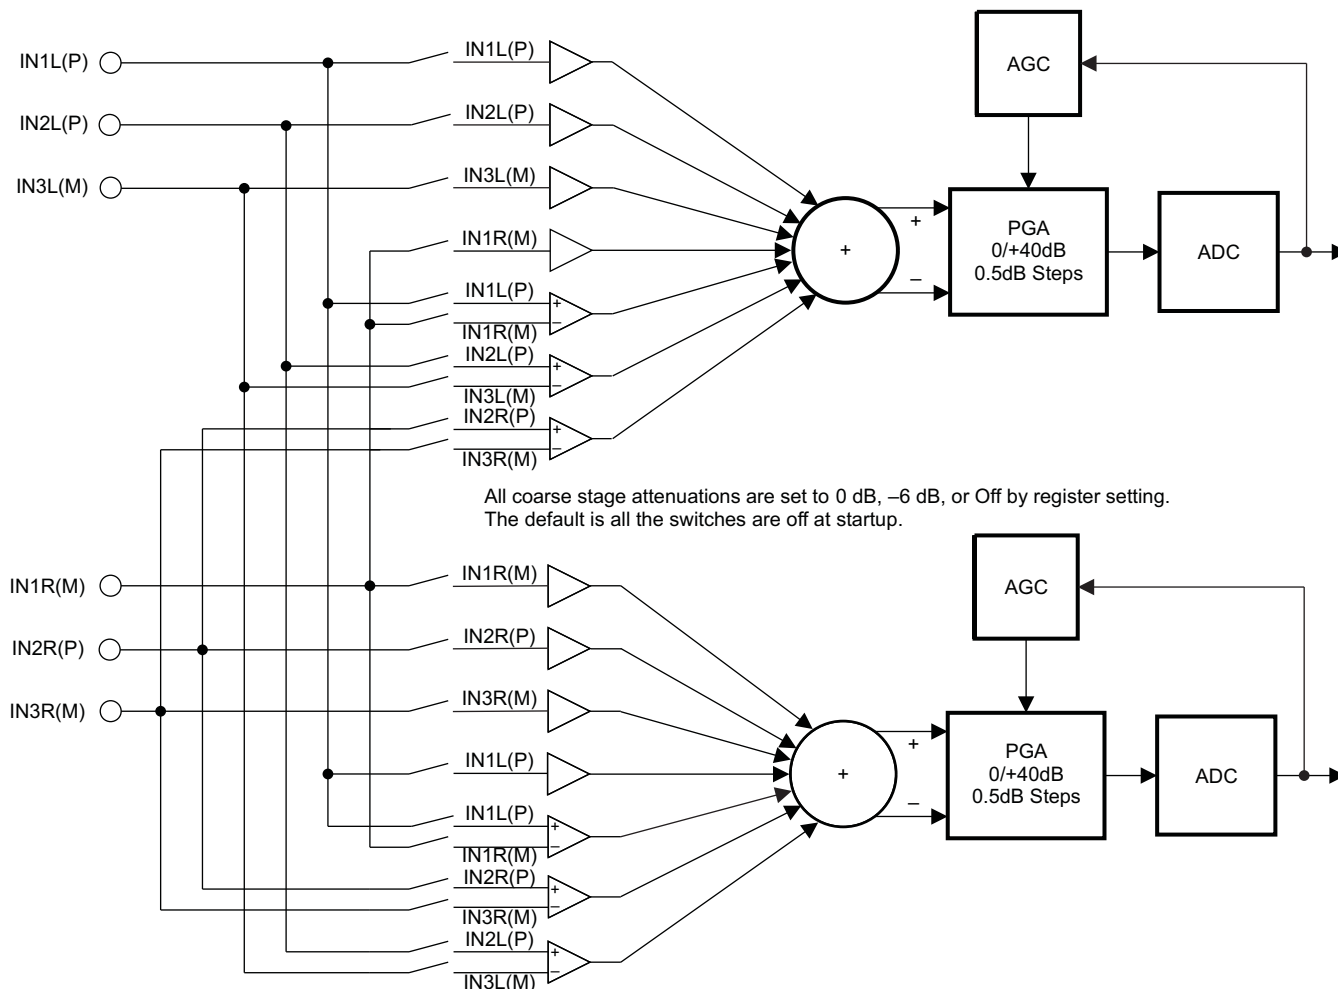 IN1L(P)
IN2L(P)
IN3L(M)
IN1L(P)
IN2L(P)
IN3L(M)
IN1R(M)
IN1L(P)
+
–
IN1R(M)
IN2L(P)
+
–
IN3L(M)
IN2R(P)
+
–
IN3R(M)
+
+
–
AGC
PGA
0/+40dB
0.5dB Steps
ADC
All coarse stage attenuations are set to 0 dB, –6 dB, or Off by register setting.
The default is all the switches are off at startup.
IN1R(M)
IN2R(P)
IN3R(M)
IN1R(M)
IN2R(P)
IN3R(M)
IN1L(P)
IN1L(P)
+
–
IN1R(M)
IN2R(P)
+
–
IN3R(M)
IN2L(P)
+
–
IN3L(M)
+
+
–
AGC
PGA
0/+40dB
0.5dB Steps
ADC